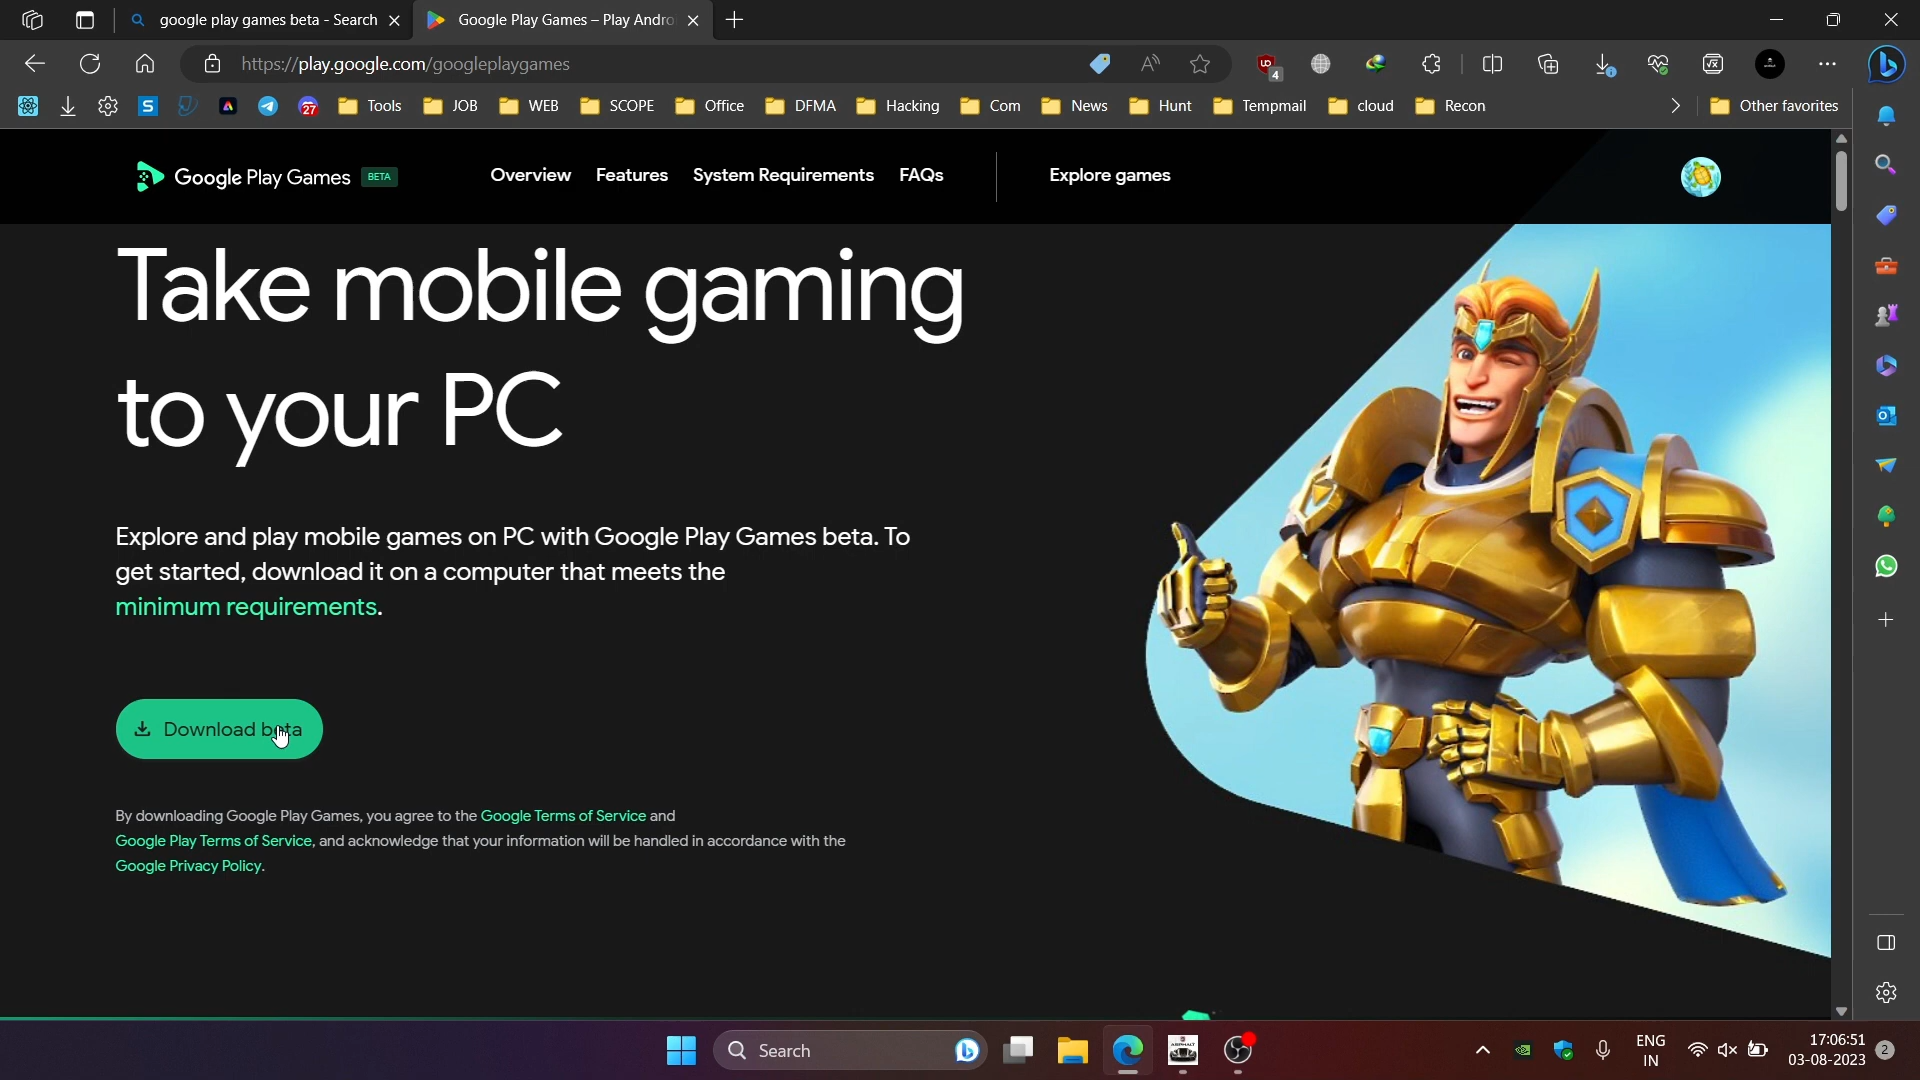 google play games beta - Search
Google Play Games – Play Andro
https://play.google.com/googleplaygames
4
27
Tools
JOB
WEB
SCOPE
Office
DFMA
Hacking
Com
News
Hunt
Tempmail
cloud
Recon
Other favorites
Google Play Games BETA
Overview
Features
System Requirements
FAQs
Explore games
Take mobile gaming
to your PC
Explore and play mobile games on PC with Google Play Games beta. To
get started, download it on a computer that meets the
minimum requirements.
Download beta
By downloading Google Play Games, you agree to the Google Terms of Service and
Google Play Terms of Service, and acknowledge that your information will be handled in accordance with the
Google Privacy Policy.
Search
ENG
IN
17:06:51
03-08-2023
2